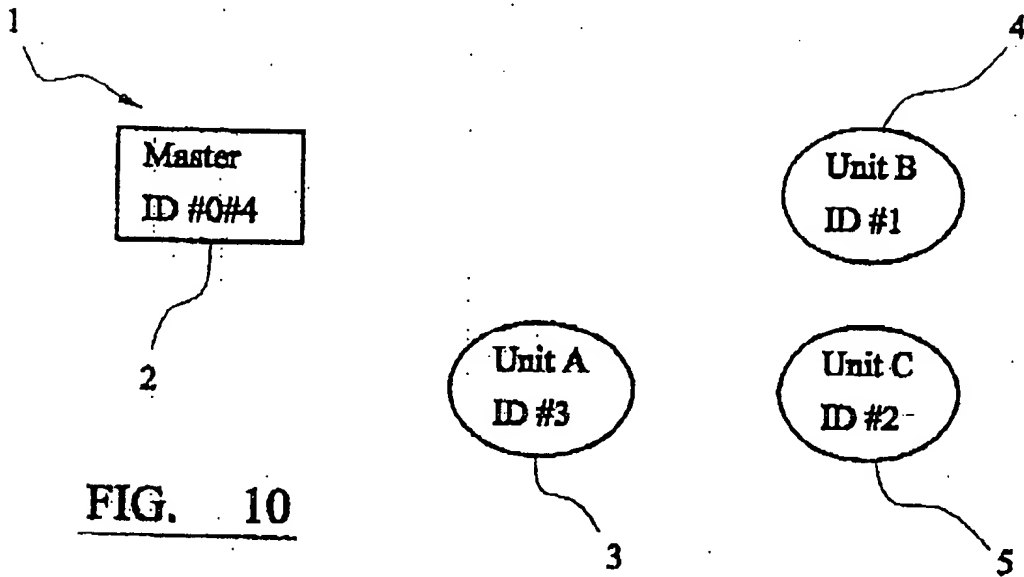 1
4
Master
ID #0#4
Unit B
ID #1
2
Unit A
ID #3
Unit C
ID #2
FIG. 10
3
5